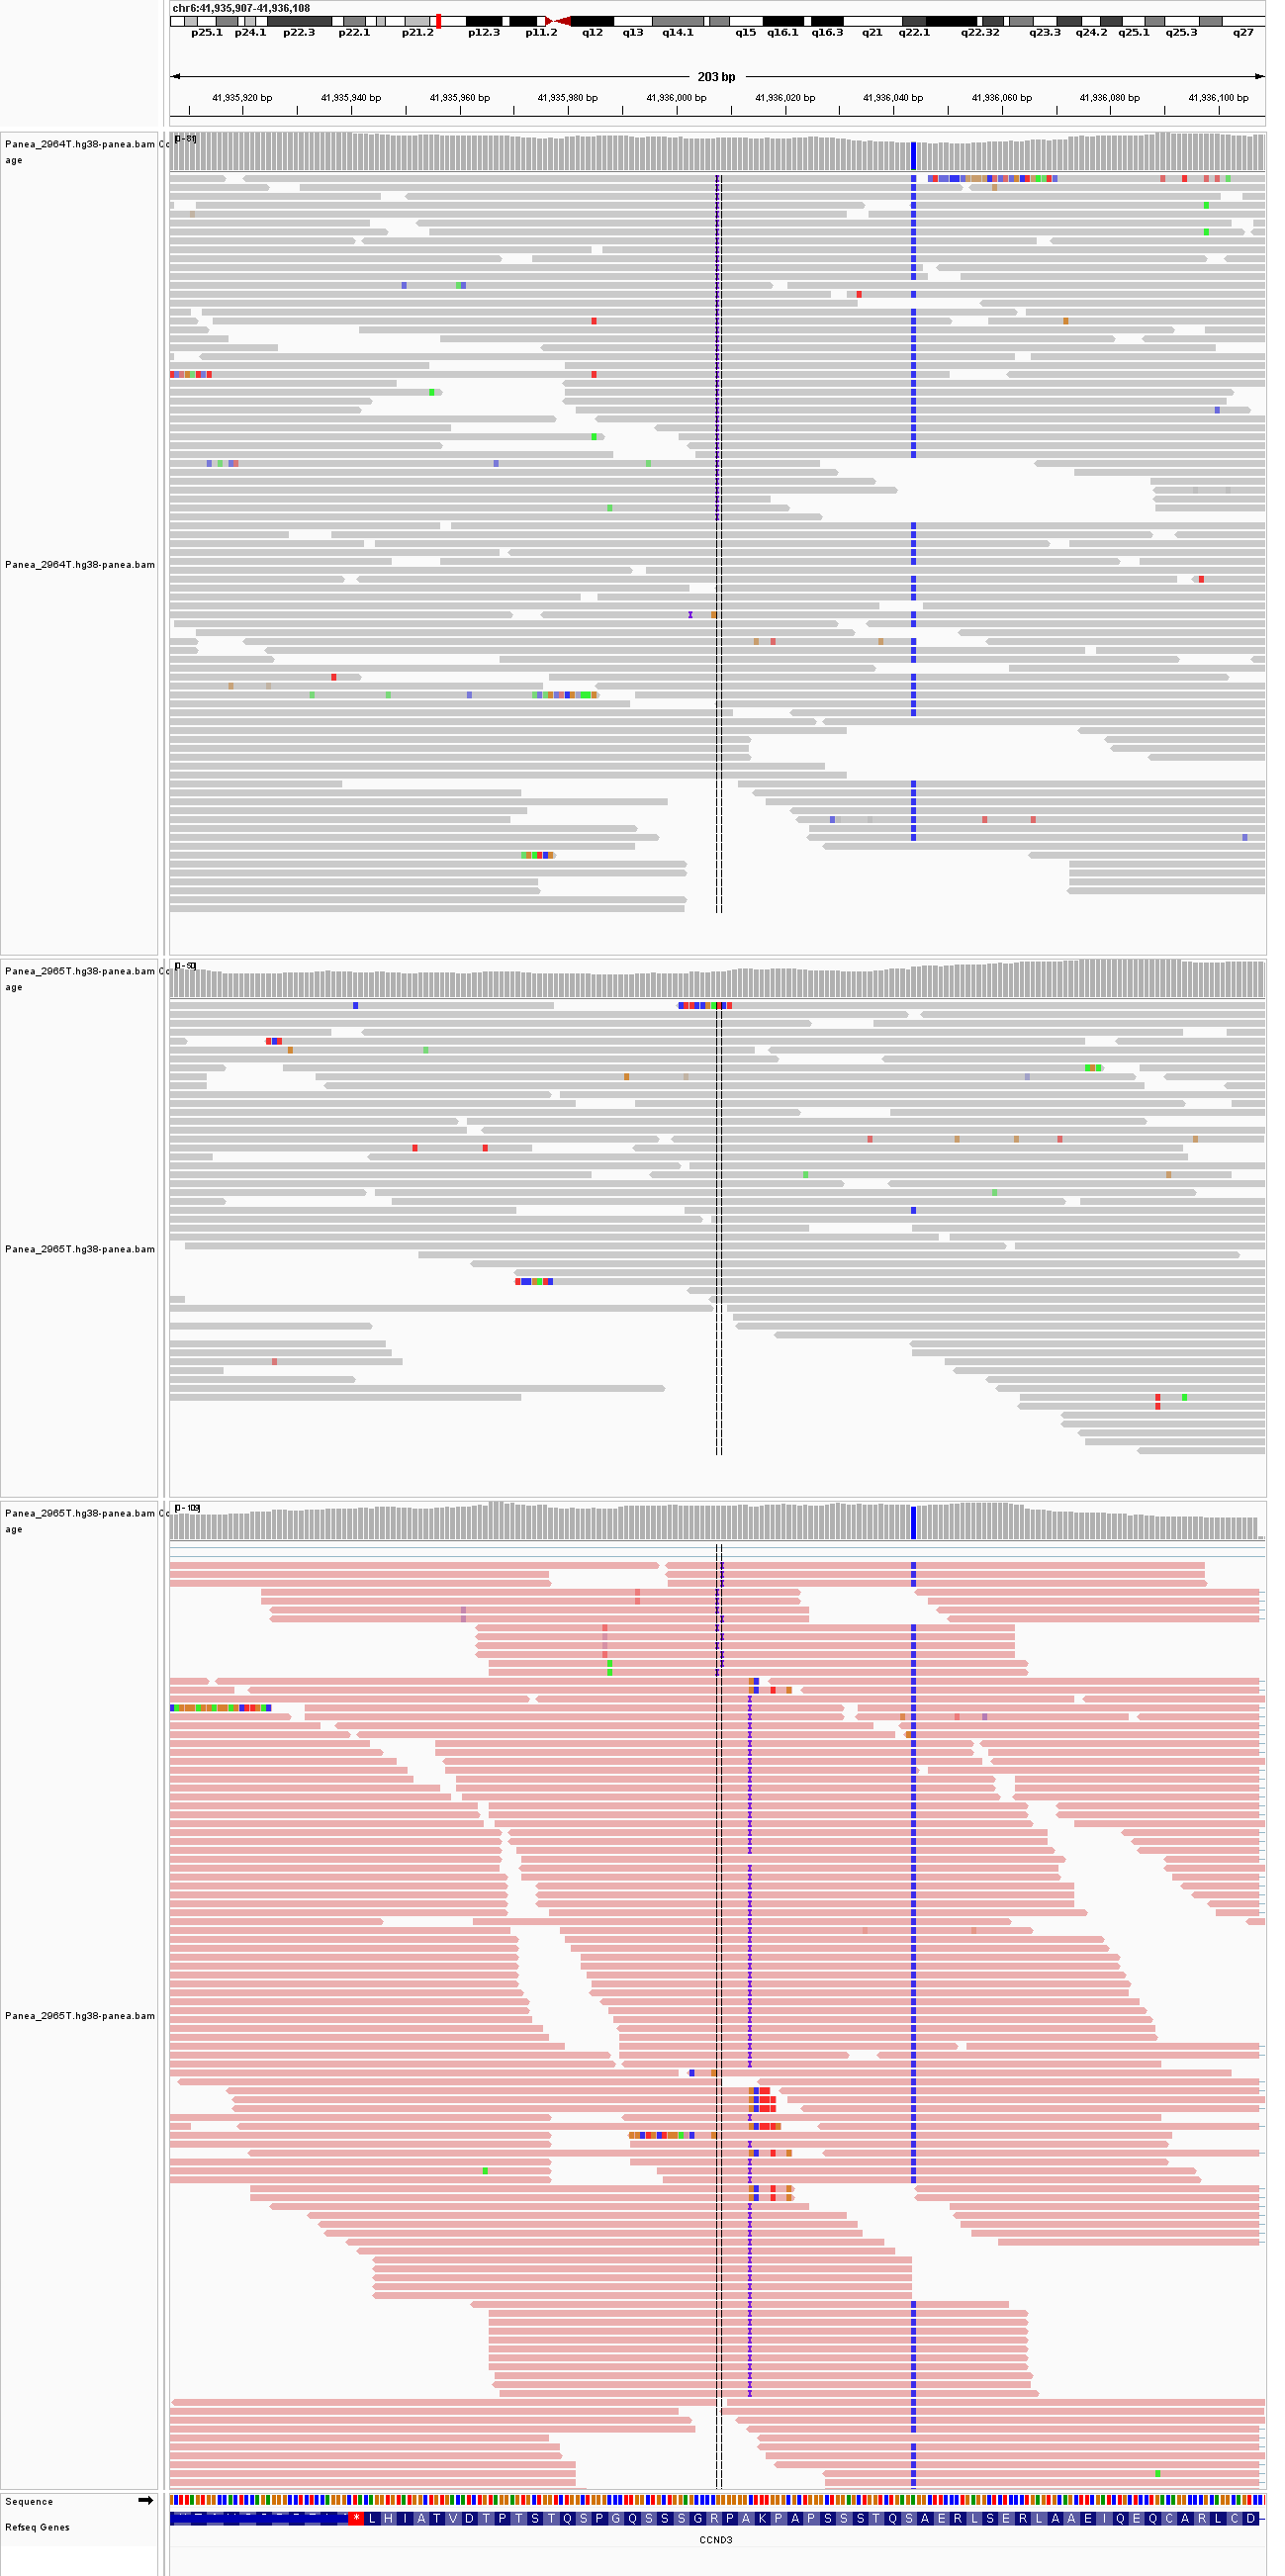 chr6:41,935,907-41,936,108
p25.1 p24.1 p22.3 p22.1 p21.2 p12.3 p11.2 q12 q13 q14.1 q15 q16.1 q16.3 q21 q22.1 q22.32 q23.3 q24.2 q25.1 q25.3 q27
203 bp
41,935,920 bp 41,935,940 bp 41,935,960 bp 41,935,980 bp 41,936,000 bp 41,936,020 bp 41,936,040 bp 41,936,060 bp 41,936,080 bp 41,936,100 bp
Panea_2964T.hg38-panea.bam Co
age
[0 - 81]
Panea_2964T.hg38-panea.bam
Panea_2965T.hg38-panea.bam Co
age
[0 - 60]
Panea_2965T.hg38-panea.bam
Panea_2965T.hg38-panea.bam Co
age
[0 - 109]
Panea_2965T.hg38-panea.bam
Sequence
Refseq Genes
* L H I A T V D T P T S T Q S P G Q S S S G R P A K P A P S S S T Q S A E R L S E R L A A E I Q E Q C A R L C D
CCND3